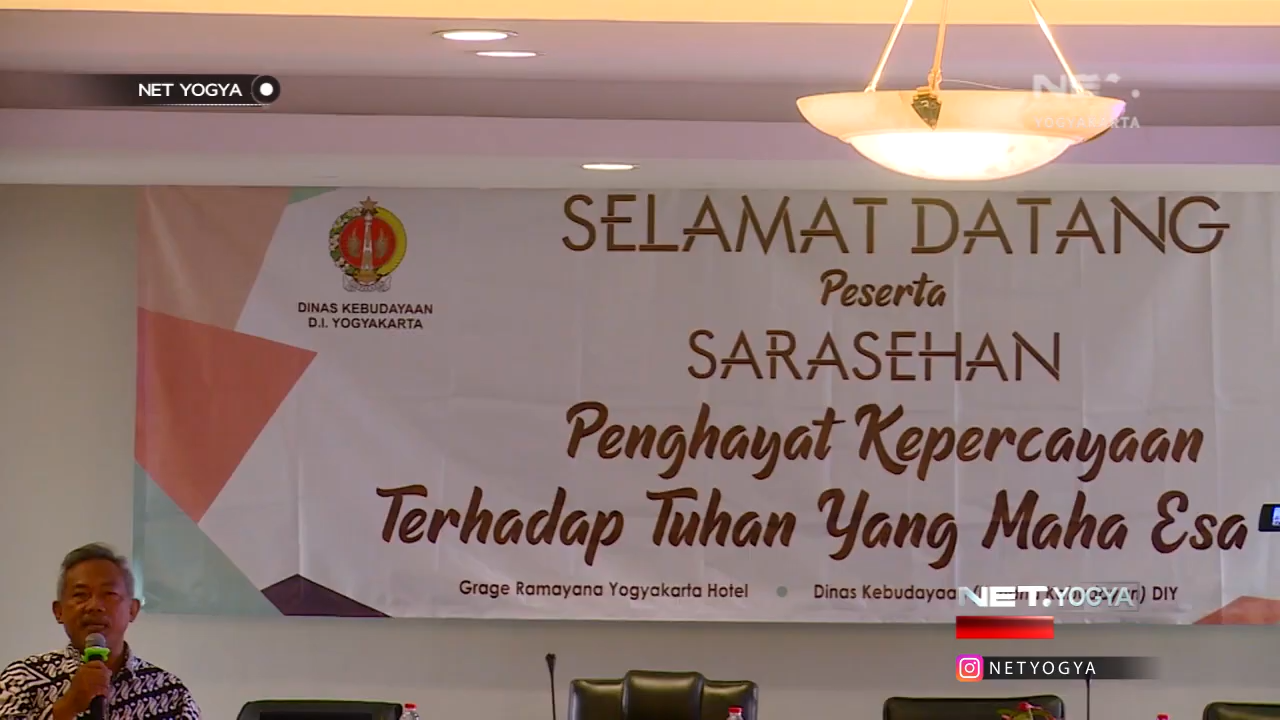 NET YOGYA
NET.
YOGYAKARTA
SELAMAT DATANG
DINAS KEBUDAYAAN
D.I. YOGYAKARTA
Peserta
SARASEHAN
Penghayat Kepercayaan
Terhadap Tuhan Yang Maha Esa
Grage Ramayana Yogyakarta Hotel • Dinas Kebudayaan DIY
NET. YOGYA
NETYOGYA